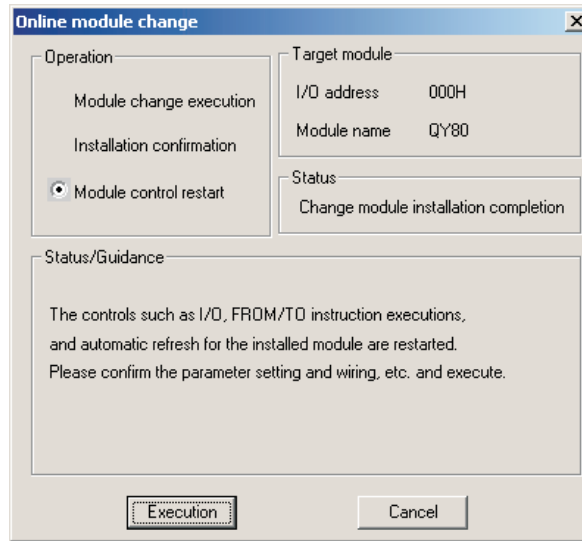 Online module change
Operation
Module change execution
Installation confirmation
Module control restart
Target module
I/O address 000H
Module name QY80
Status
Change module installation completion
Status/Guidance
The controls such as I/O, FROM/TO instruction executions,
and automatic refresh for the installed module are restarted.
Please confirm the parameter setting and wiring, etc. and execute.
Execution Cancel